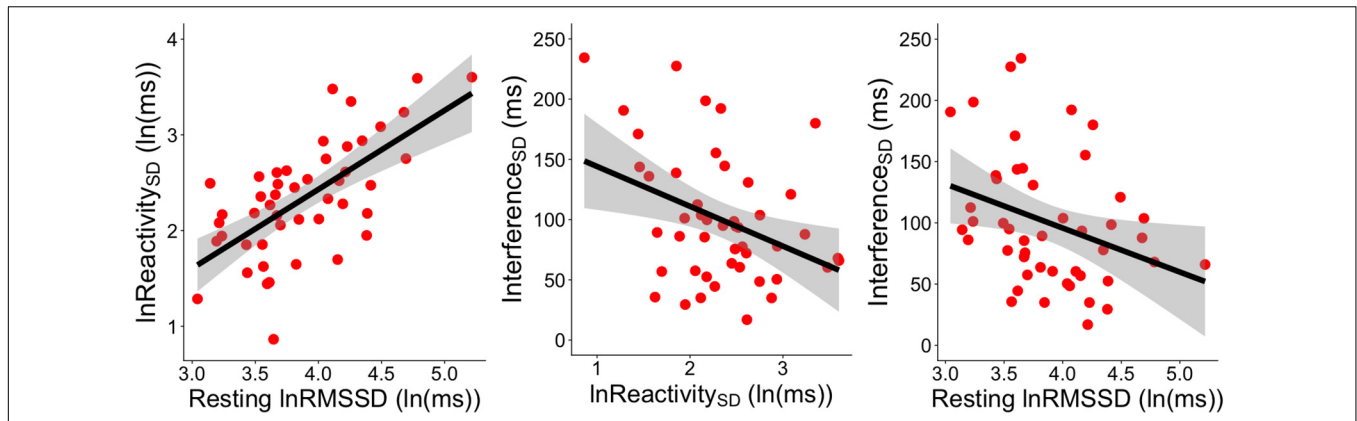 lnReactivitySD (ln(ms))
4
3
2
1
3.0 3.5 4.0 4.5 5.0
Resting lnRMSSD (ln(ms))
InterferenceSD (ms)
250
200
150
100
50
0
1 2 3
lnReactivitySD (ln(ms))
InterferenceSD (ms)
250
200
150
100
50
0
3.0 3.5 4.0 4.5 5.0
Resting lnRMSSD (ln(ms))